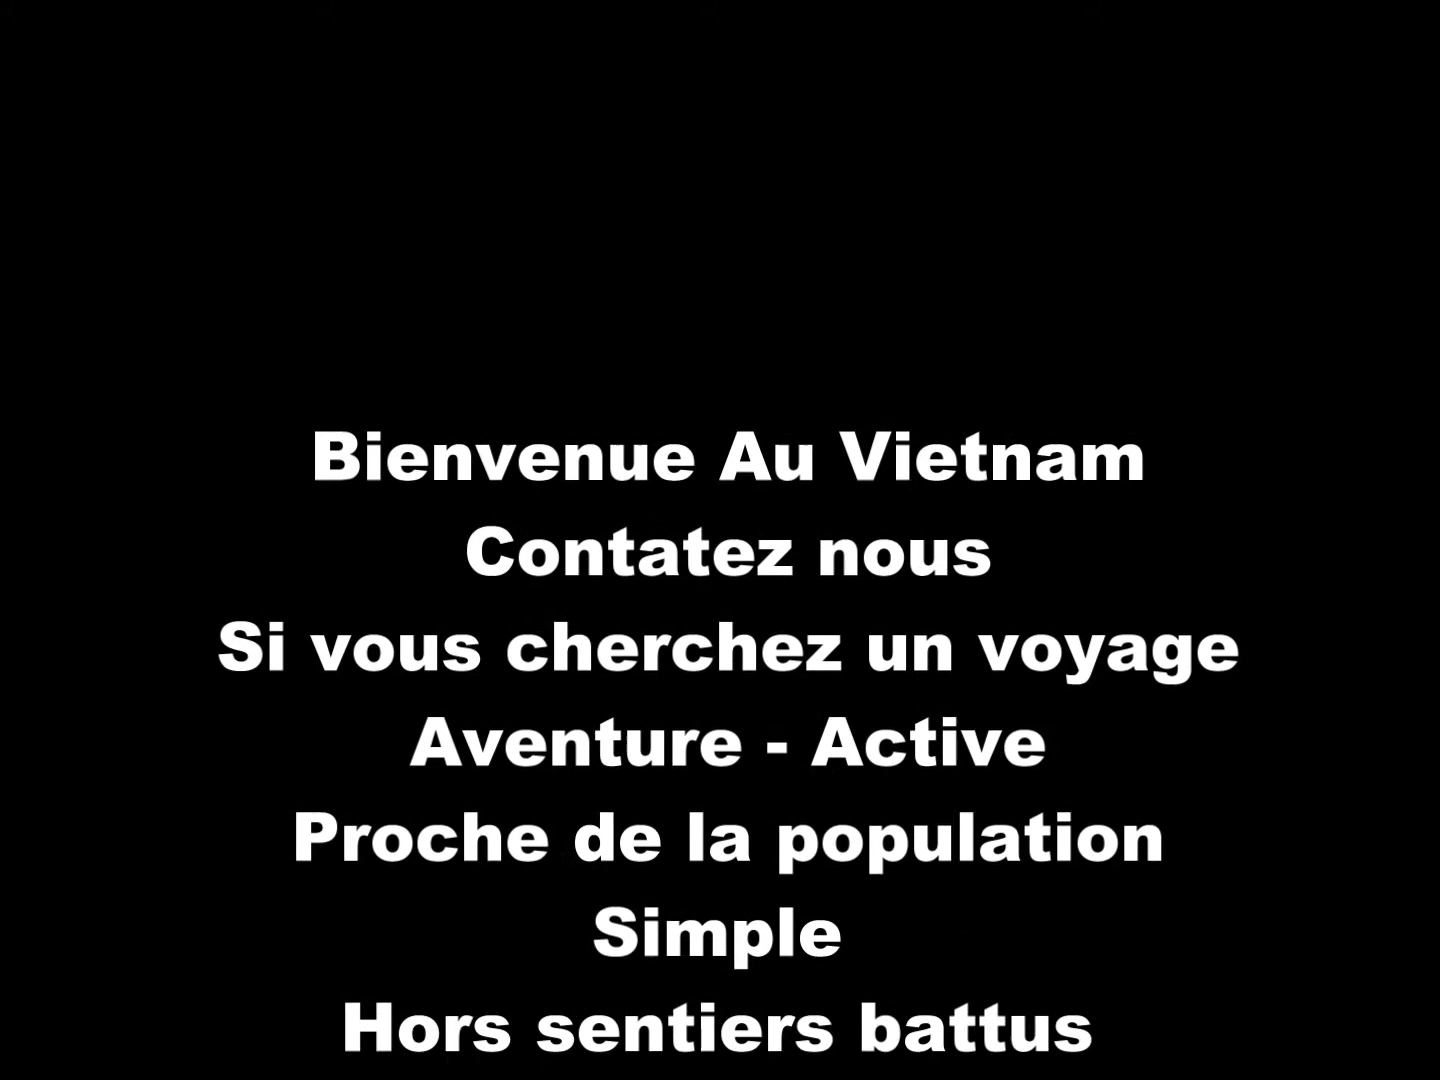 Bienvenue Au Vietnam
Contatez nous
Si vous cherchez un voyage
Aventure - Active
Proche de la population
Simple
Hors sentiers battus